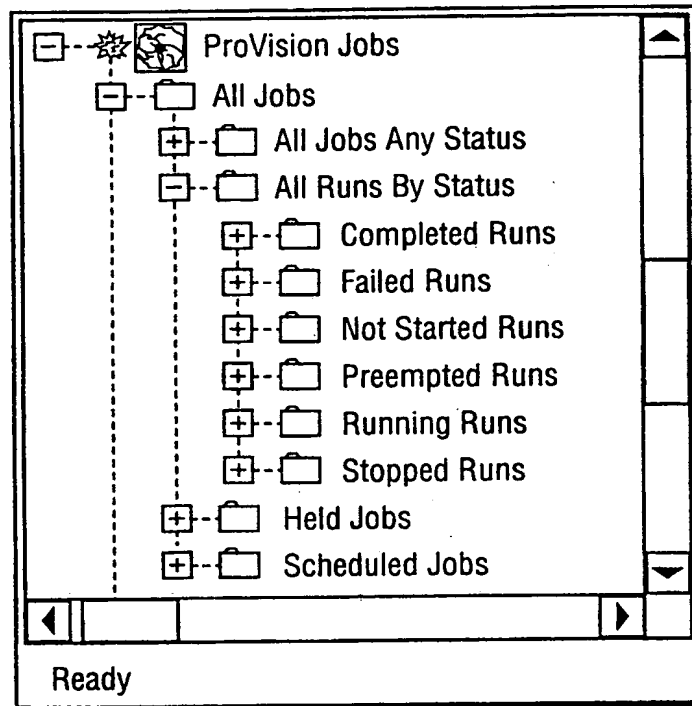 ProVision Jobs
All Jobs
All Jobs Any Status
All Runs By Status
Completed Runs
Failed Runs
Not Started Runs
Preempted Runs
Running Runs
Stopped Runs
Held Jobs
Scheduled Jobs
Ready